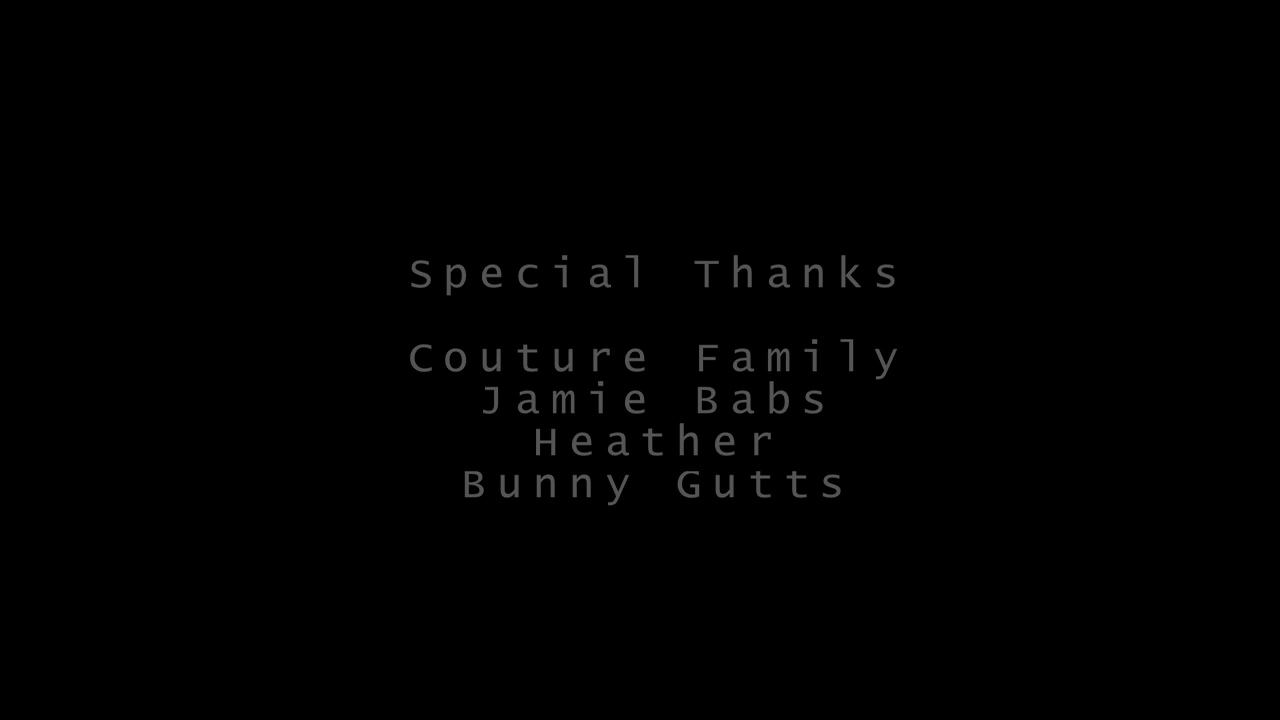 Special Thanks
Couture Family
Jamie Babs
Heather
Bunny Gutts